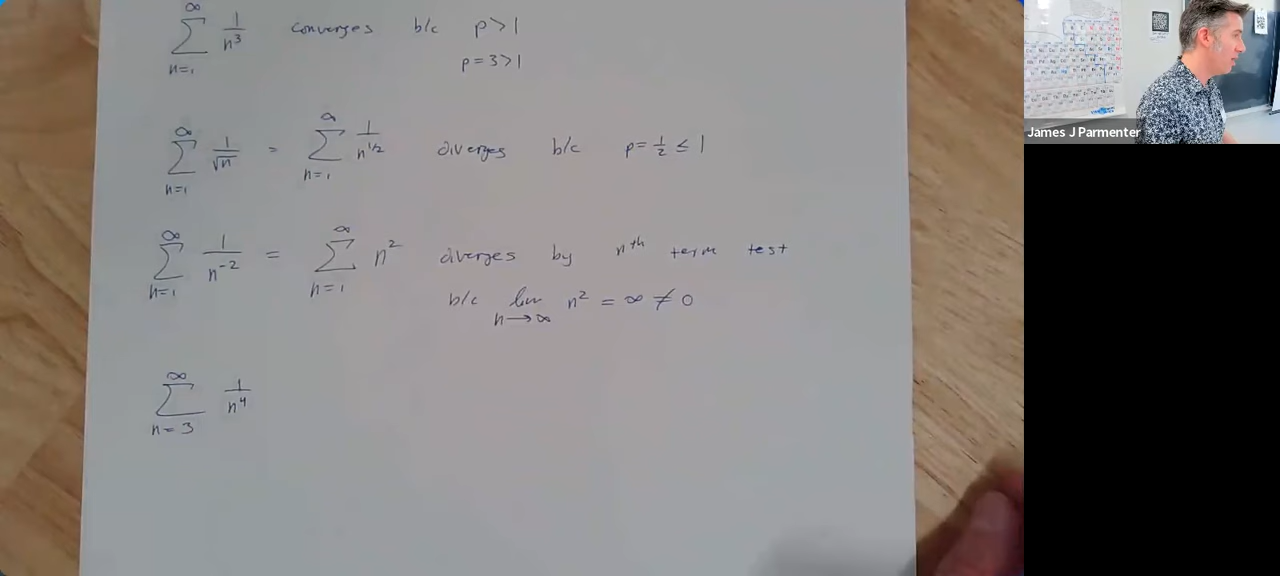 ∞
∑ 1/n³ converges b/c p > 1
n=1
p = 3 > 1
∞ ∞
∑ 1/√n = ∑ 1/n^{1/2} diverges b/c p = 1/2 ≤ 1
n=1 n=1
∞ ∞
∑ 1/n⁻² = ∑ n² diverges by nth term test
n=1 n=1
b/c lim n² = ∞ ≠ 0
n→∞
∞
∑ 1/n⁴
n=3
James J Parmenter